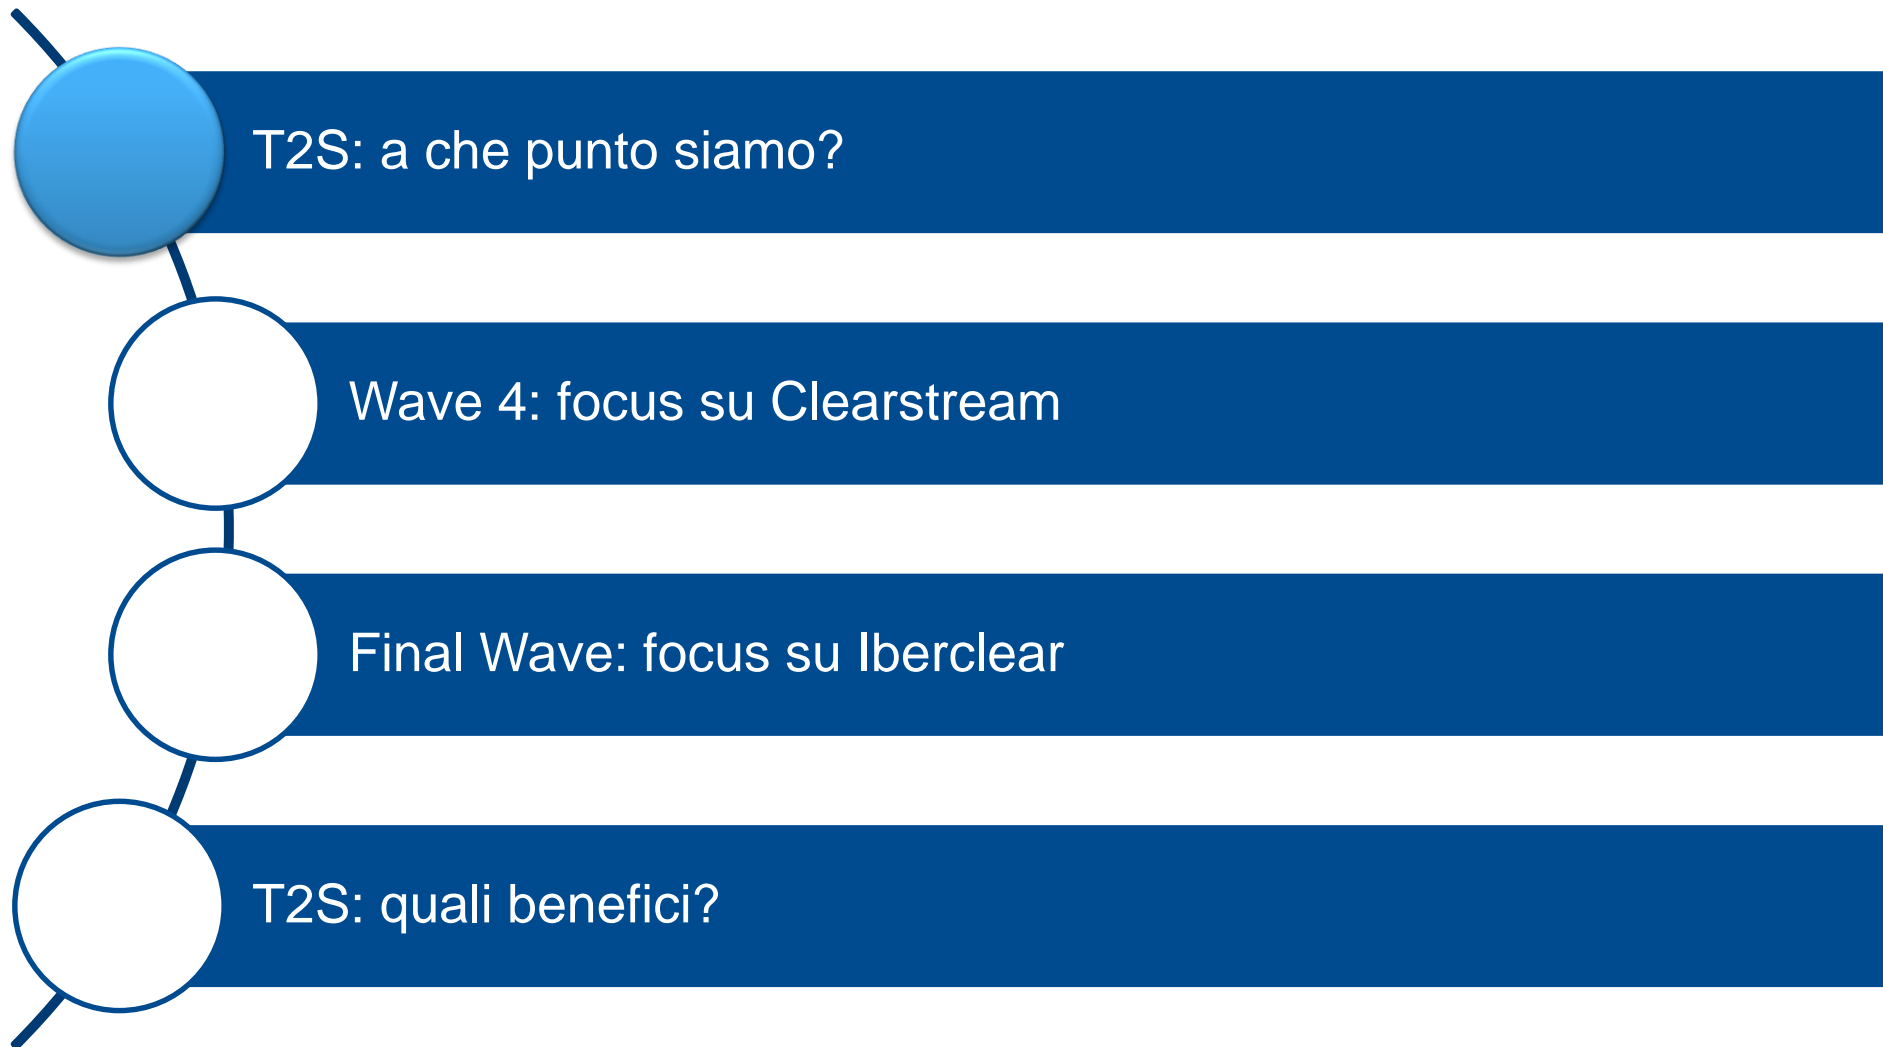 T2S: a che punto siamo?
Wave 4: focus su Clearstream
Final Wave: focus su Iberclear
T2S: quali benefici?